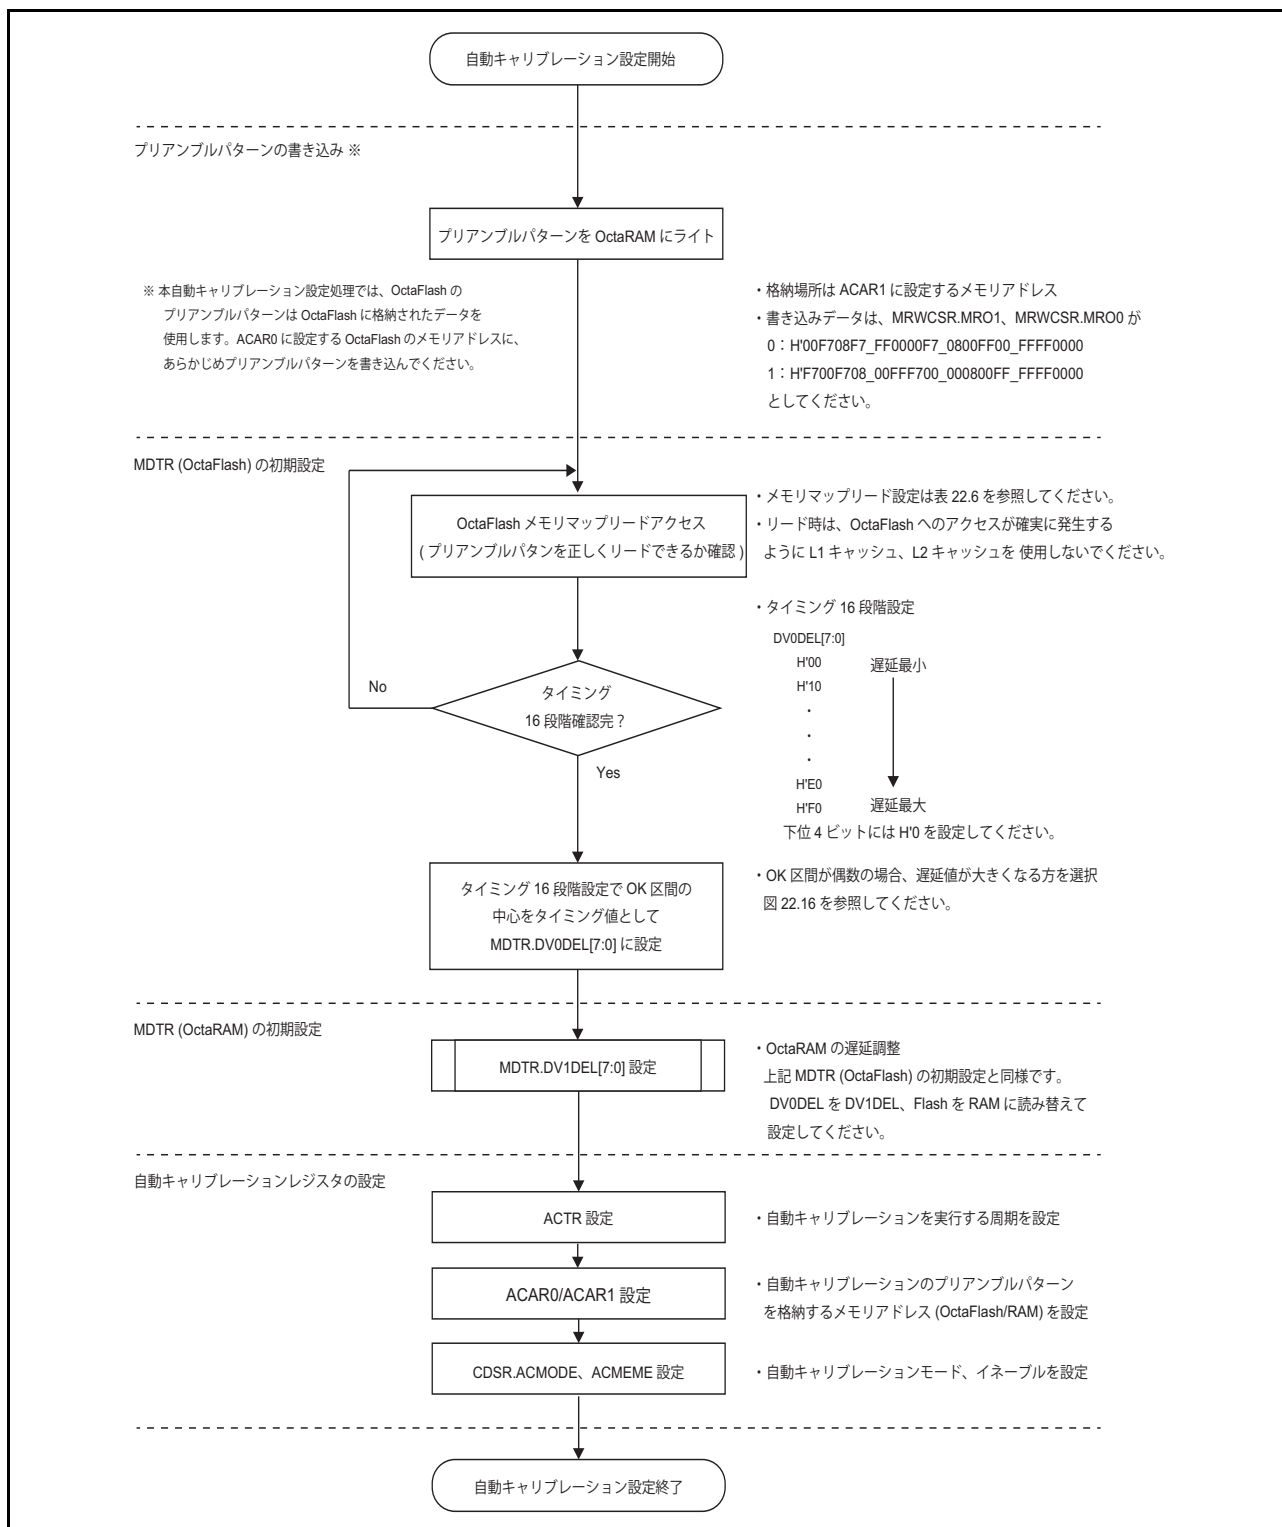 自動キャリブレーション設定開始
プリアンブルパターンの書き込み ※
プリアンブルパターンを OctaRAM にライト
※ 本自動キャリブレーション設定処理では、OctaFlash の
プリアンブルパターンは OctaFlash に格納されたデータを
使用します。ACAR0 に設定する OctaFlash のメモリアドレスに、
あらかじめプリアンブルパターンを書き込んでください。
・格納場所は ACAR1 に設定するメモリアドレス
・書き込みデータは、MRWCSR.MRO1、MRWCSR.MRO0 が
0：H'00F708F7_FF0000F7_0800FF00_FFFF0000
1：H'F700F708_00FFF700_000800FF_FFFF0000
としてください。
MDTR (OctaFlash) の初期設定
OctaFlash メモリマップリードアクセス
( プリアンブルパタンを正しくリードできるか確認 )
・メモリマップリード設定は表 22.6 を参照してください。
・リード時は、OctaFlash へのアクセスが確実に発生する
ように L1 キャッシュ、L2 キャッシュを 使用しないでください。
・タイミング 16 段階設定
DV0DEL[7:0]
H'00 遅延最小
H'10
・
・
・
H'E0
H'F0 遅延最大
下位 4 ビットには H'0 を設定してください。
No
タイミング
16 段階確認完？
Yes
タイミング 16 段階設定で OK 区間の
中心をタイミング値として
MDTR.DV0DEL[7:0] に設定
・OK 区間が偶数の場合、遅延値が大きくなる方を選択
図 22.16 を参照してください。
MDTR (OctaRAM) の初期設定
MDTR.DV1DEL[7:0] 設定
・OctaRAM の遅延調整
上記 MDTR (OctaFlash) の初期設定と同様です。
DV0DEL を DV1DEL、Flash を RAM に読み替えて
設定してください。
自動キャリブレーションレジスタの設定
ACTR 設定
・自動キャリブレーションを実行する周期を設定
ACAR0/ACAR1 設定
・自動キャリブレーションのプリアンブルパターン
を格納するメモリアドレス (OctaFlash/RAM) を設定
CDSR.ACMODE、ACMEME 設定
・自動キャリブレーションモード、イネーブルを設定
自動キャリブレーション設定終了